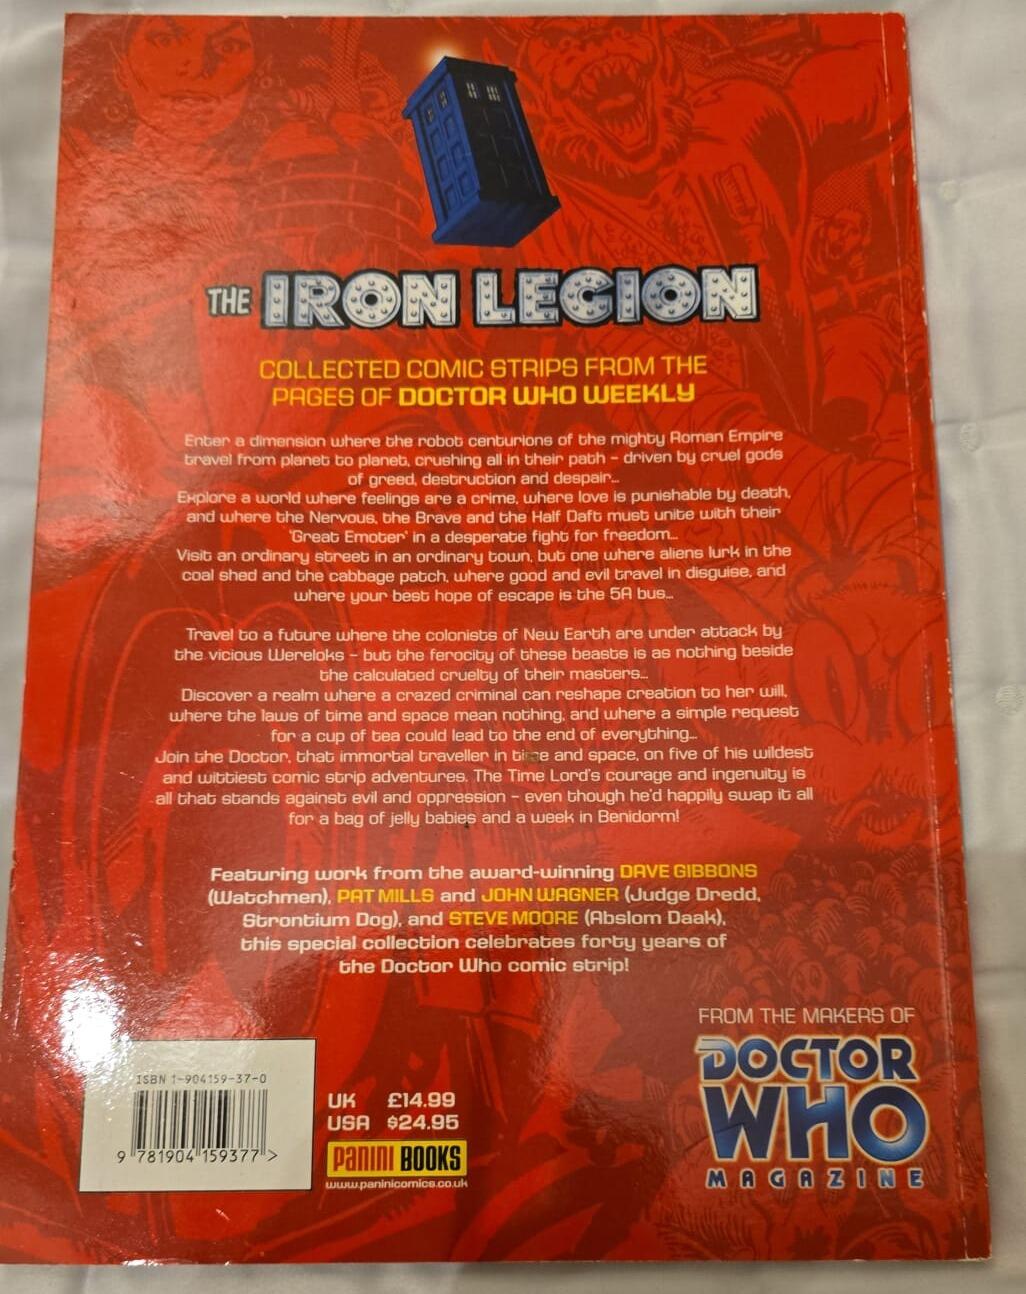 THE IRON LEGION
COLLECTED COMIC STRIPS FROM THE
PAGES OF DOCTOR WHO WEEKLY
Enter a dimension where the robot centurions of the mighty Roman Empire
travel from planet to planet, crushing all in their path – driven by cruel gods
of greed, destruction and despair...
Explore a world where feelings are a crime, where love is punishable by death,
and where the Nervous, the Brave and the Half Daft must unite with their
'Great Emoter' in a desperate fight for freedom...
Visit an ordinary street in an ordinary town, but one where aliens lurk in the
coal shed and the cabbage patch, where good and evil travel in disguise, and
where your best hope of escape is the 5A bus...
Travel to a future where the colonists of New Earth are under attack by
the vicious Wereloks – but the ferocity of these beasts is as nothing beside
the calculated cruelty of their masters...
Discover a realm where a crazed criminal can reshape creation to her will,
where the laws of time and space mean nothing, and where a simple request
for a cup of tea could lead to the end of everything...
Join the Doctor, that immortal traveller in time and space, on five of his wildest
and wittiest comic strip adventures. The Time Lord's courage and ingenuity is
all that stands against evil and oppression – even though he'd happily swap it all
for a bag of jelly babies and a week in Benidorm!
Featuring work from the award-winning DAVE GIBBONS
(Watchmen), PAT MILLS and JOHN WAGNER (Judge Dredd,
Strontium Dog), and STEVE MOORE (Abslom Daak),
this special collection celebrates forty years of
the Doctor Who comic strip!
FROM THE MAKERS OF
DOCTOR
WHO
MAGAZINE
ISBN 1-904159-37-0
9 781904 159377 >
UK £14.99
USA $24.95
PANINI BOOKS
www.paninicomics.co.uk